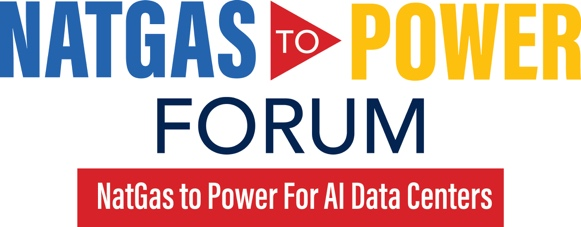 NATGAS TO POWER
FORUM
NatGas to Power For AI Data Centers